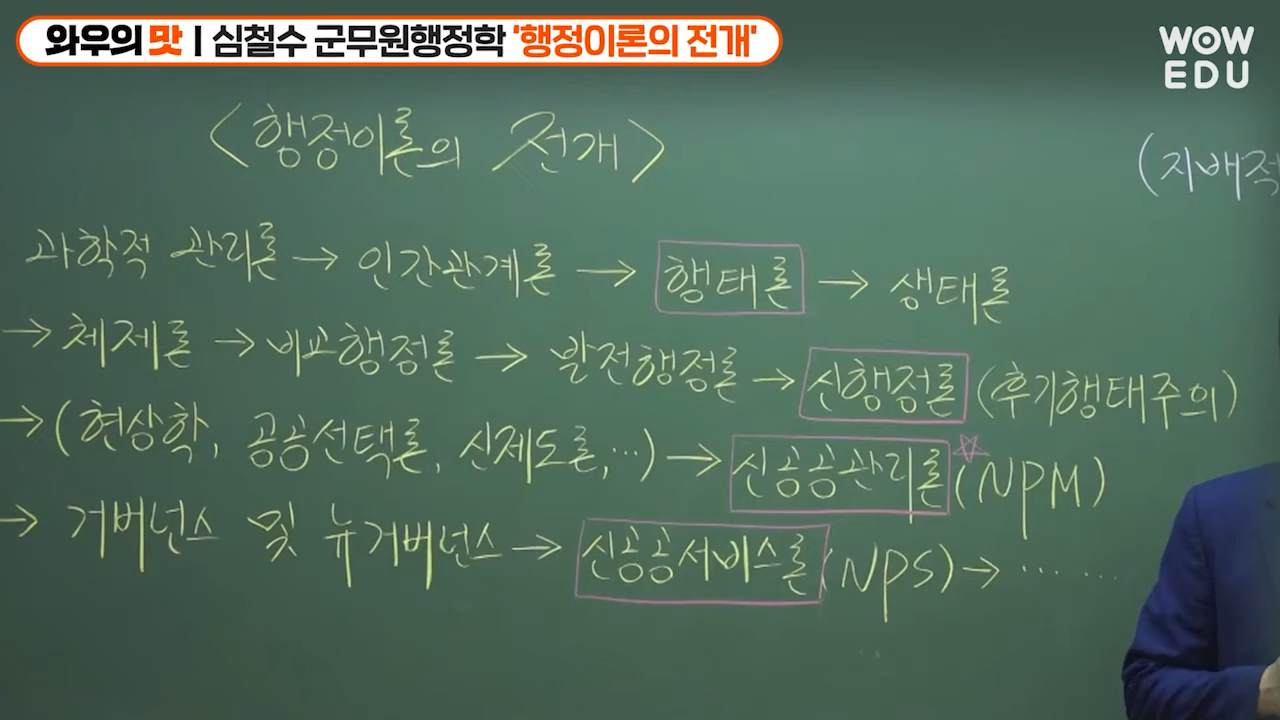 와우의 맛 I 심철수 군무원행정학 '행정이론의 전개'
WOW
EDU
<행정이론의 전개>
(지배적
과학적 관리론 → 인간관계론 → 행태론 → 생태론
→ 체제론 → 비교행정론 → 발전행정론 → 신행정론 (후기행태주의)
→ (현상학, 공공선택론, 신제도론, …) → 신공공관리론 (NPM)
→ 거버넌스 및 뉴거버넌스 → 신공공서비스론 (NPS) → ……